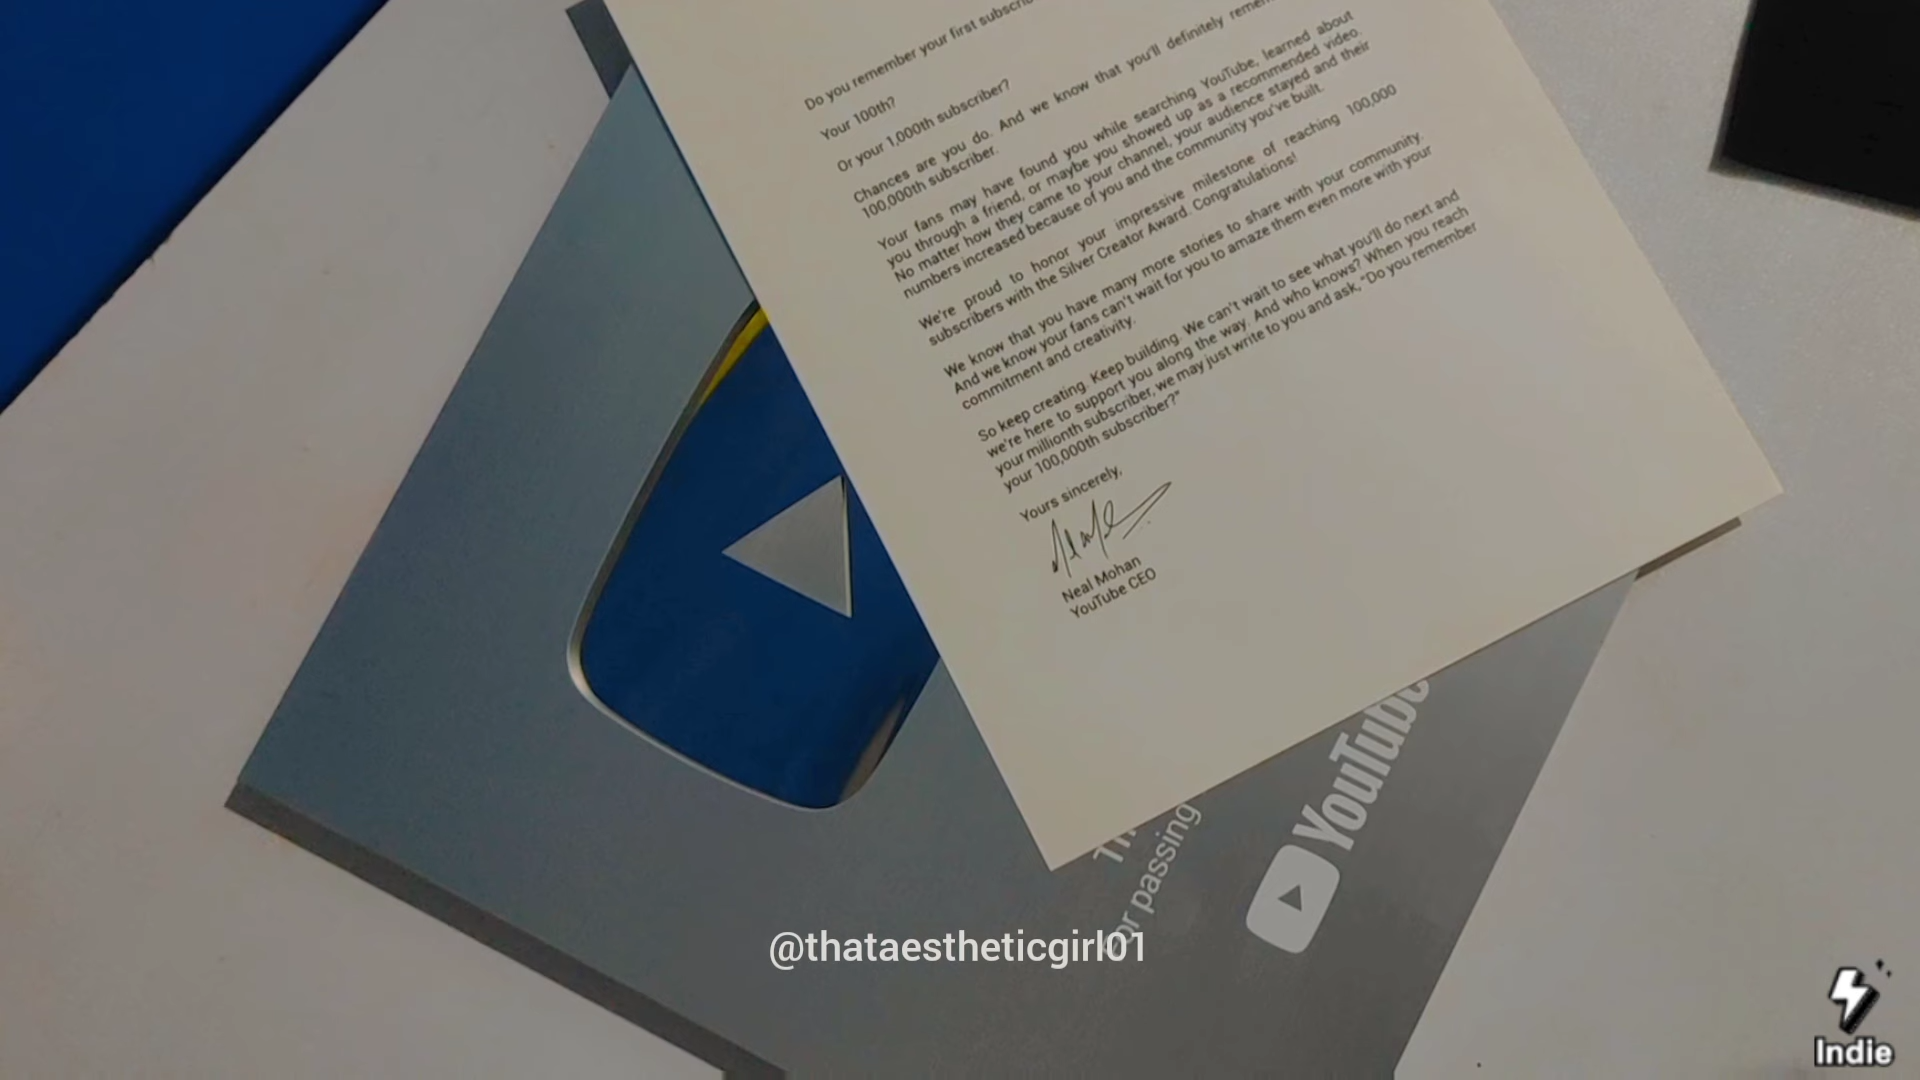 Do you remember your first
Your 100th?
Or your 1,000th subscriber?
Chances are you do. And we know that you'll definitely
100,000th subscriber.
Your fans may have found you while searching YouTube, learned about
you through a friend, or maybe you showed up as a recommended video.
No matter how they came to your channel, your audience stayed and their
numbers increased because of you and the community you've built.
We're proud to honor your impressive milestone of reaching 100,000
subscribers with the Silver Creator Award. Congratulations!
We know that you have many more stories to share with your community.
And we know your fans can't wait for you to amaze them even more with your
commitment and creativity.
So keep creating. Keep building. We can't wait to see what you'll do next and
we're here to support you along the way. And who knows? When you reach
your millionth subscriber, we may just write to you and ask, "Do you remember
your 100,000th subscriber?"
Yours sincerely,
Neal Mohan
YouTube CEO
passing
YouTube
@thataestheticgirl01
Indie